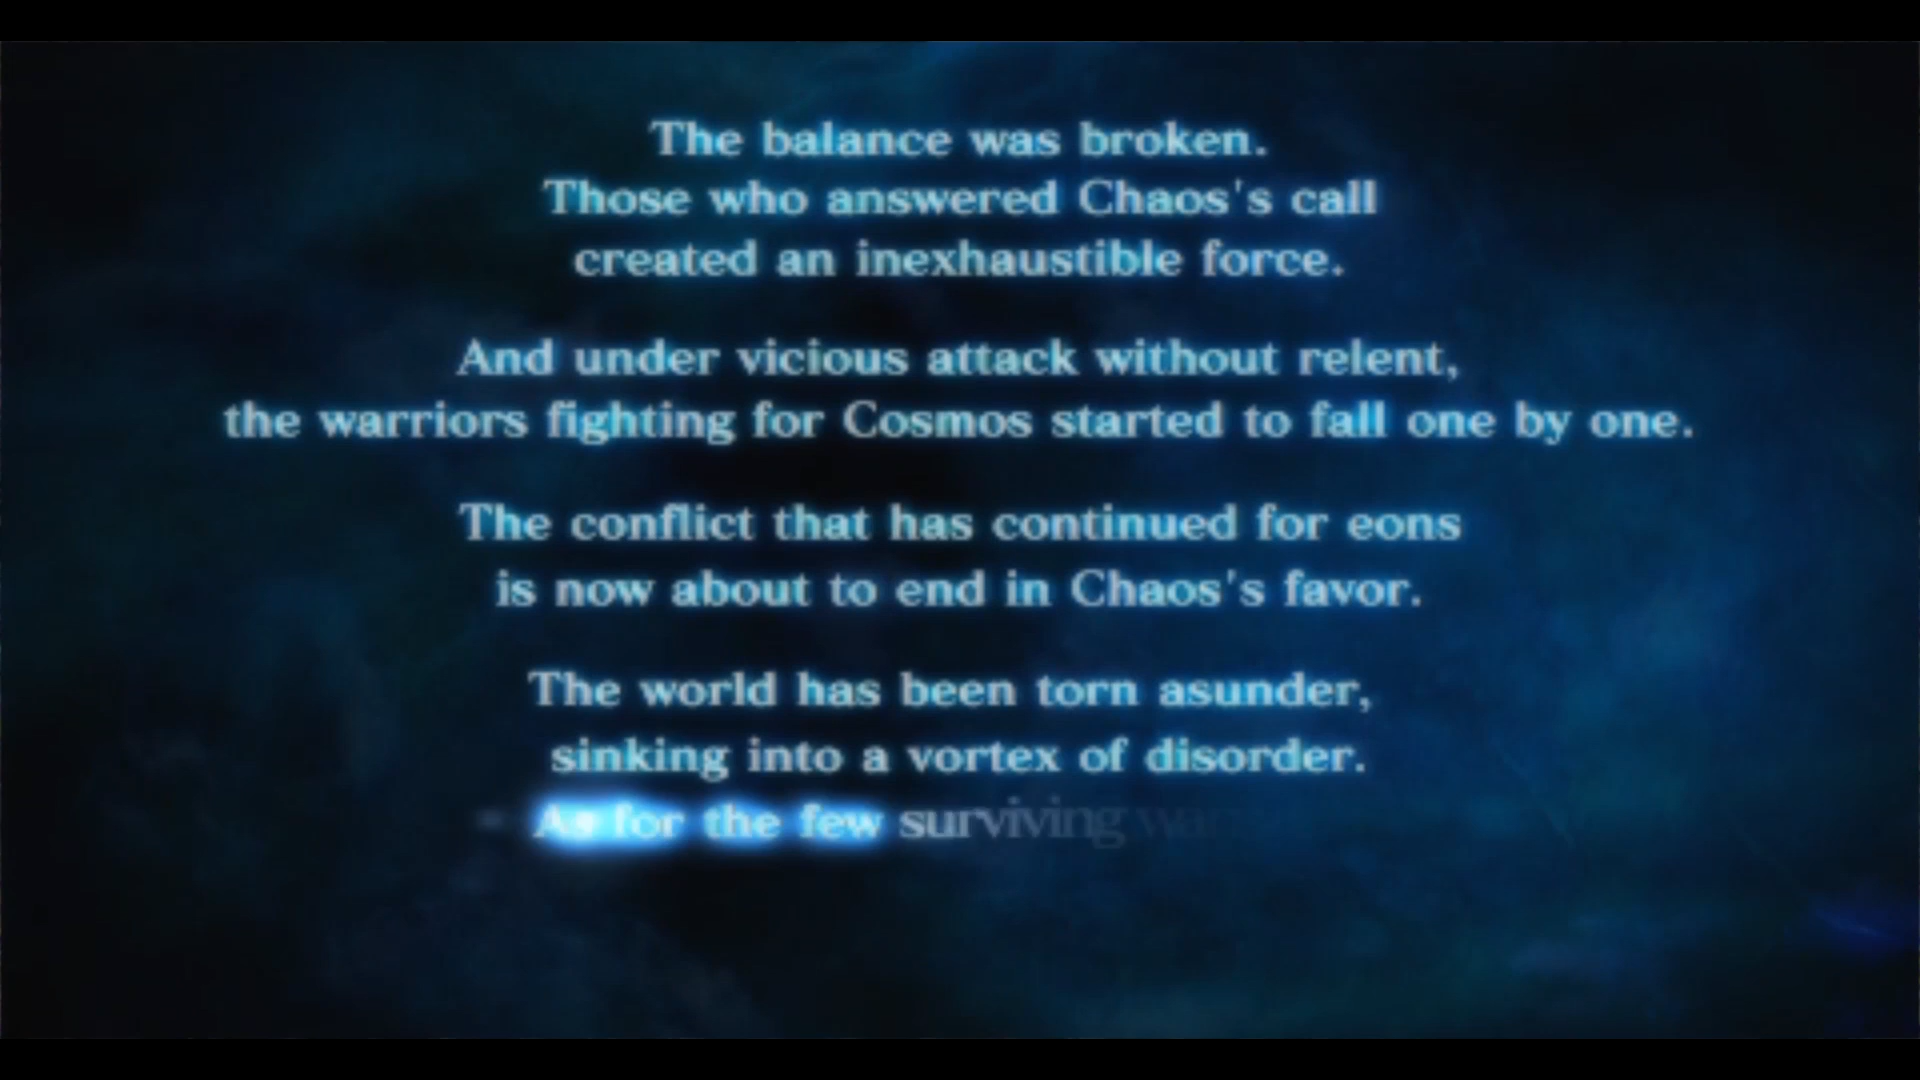 The balance was broken.
Those who answered Chaos's call
created an inexhaustible force.
And under vicious attack without relent,
the warriors fighting for Cosmos started to fall one by one.
The conflict that has continued for eons
is now about to end in Chaos's favor.
The world has been torn asunder,
sinking into a vortex of disorder.
As for the few surviving